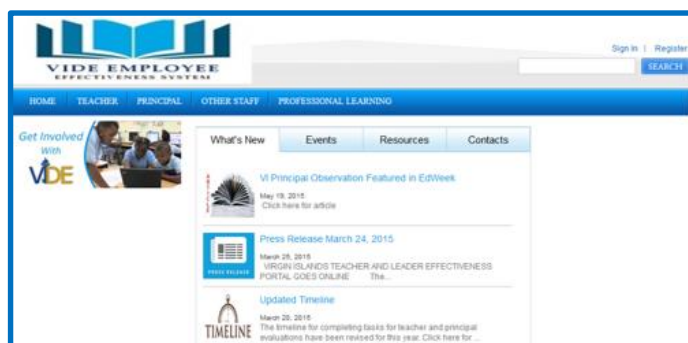 VIDE EMPLOYEE
EFFECTIVENESS SYSTEM
Sign In | Register
SEARCH
HOME TEACHER PRINCIPAL OTHER STAFF PROFESSIONAL LEARNING
Get Involved
With
VIDE
What's New Events Resources Contacts
ARTICLE
VI Principal Observation Featured in EdWeek
May 19, 2015
Click here for article
PRESS RELEASE
Press Release March 24, 2015
March 25, 2015
VIRGIN ISLANDS TEACHER AND LEADER EFFECTIVENESS
PORTAL GOES ONLINE The...
TIMELINE
Updated Timeline
March 20, 2015
The timeline for completing tasks for teacher and principal
evaluations have been revised for this year. Click here for ...